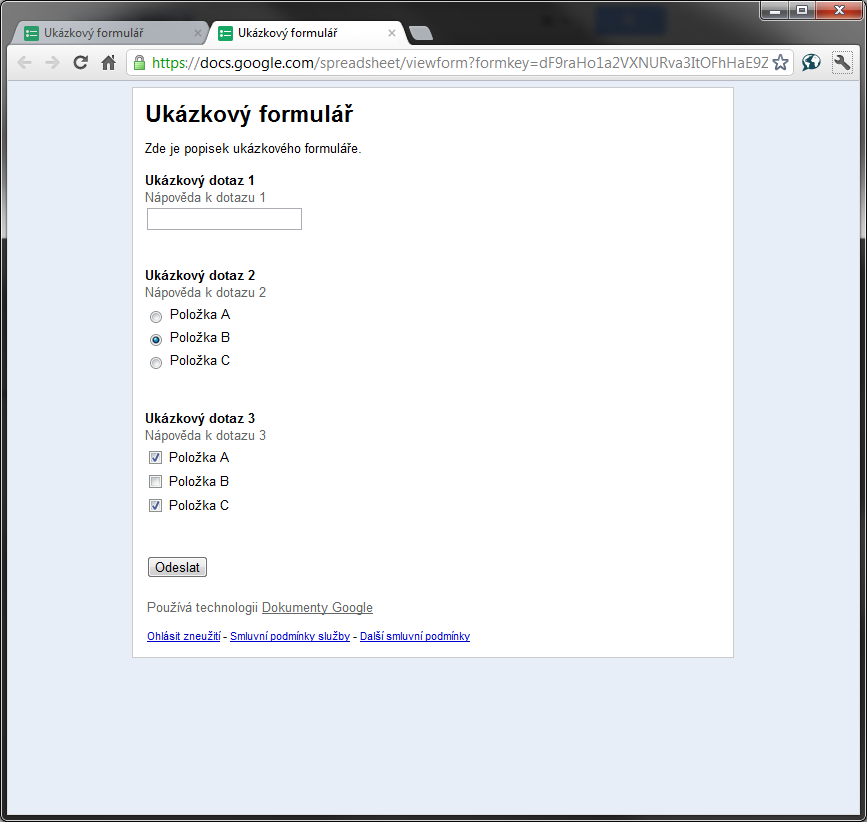 Ukázkový formulář
Ukázkový formulář
https://docs.google.com/spreadsheet/viewform?formkey=dF9raHo1a2VXNURva3ItOFhHaE9Z
Ukázkový formulář
Zde je popisek ukázkového formuláře.
Ukázkový dotaz 1
Nápověda k dotazu 1
Ukázkový dotaz 2
Nápověda k dotazu 2
Položka A
Položka B
Položka C
Ukázkový dotaz 3
Nápověda k dotazu 3
Položka A
Položka B
Položka C
Odeslat
Používá technologii Dokumenty Google
Ohlásit zneužití - Smluvní podmínky služby - Další smluvní podmínky